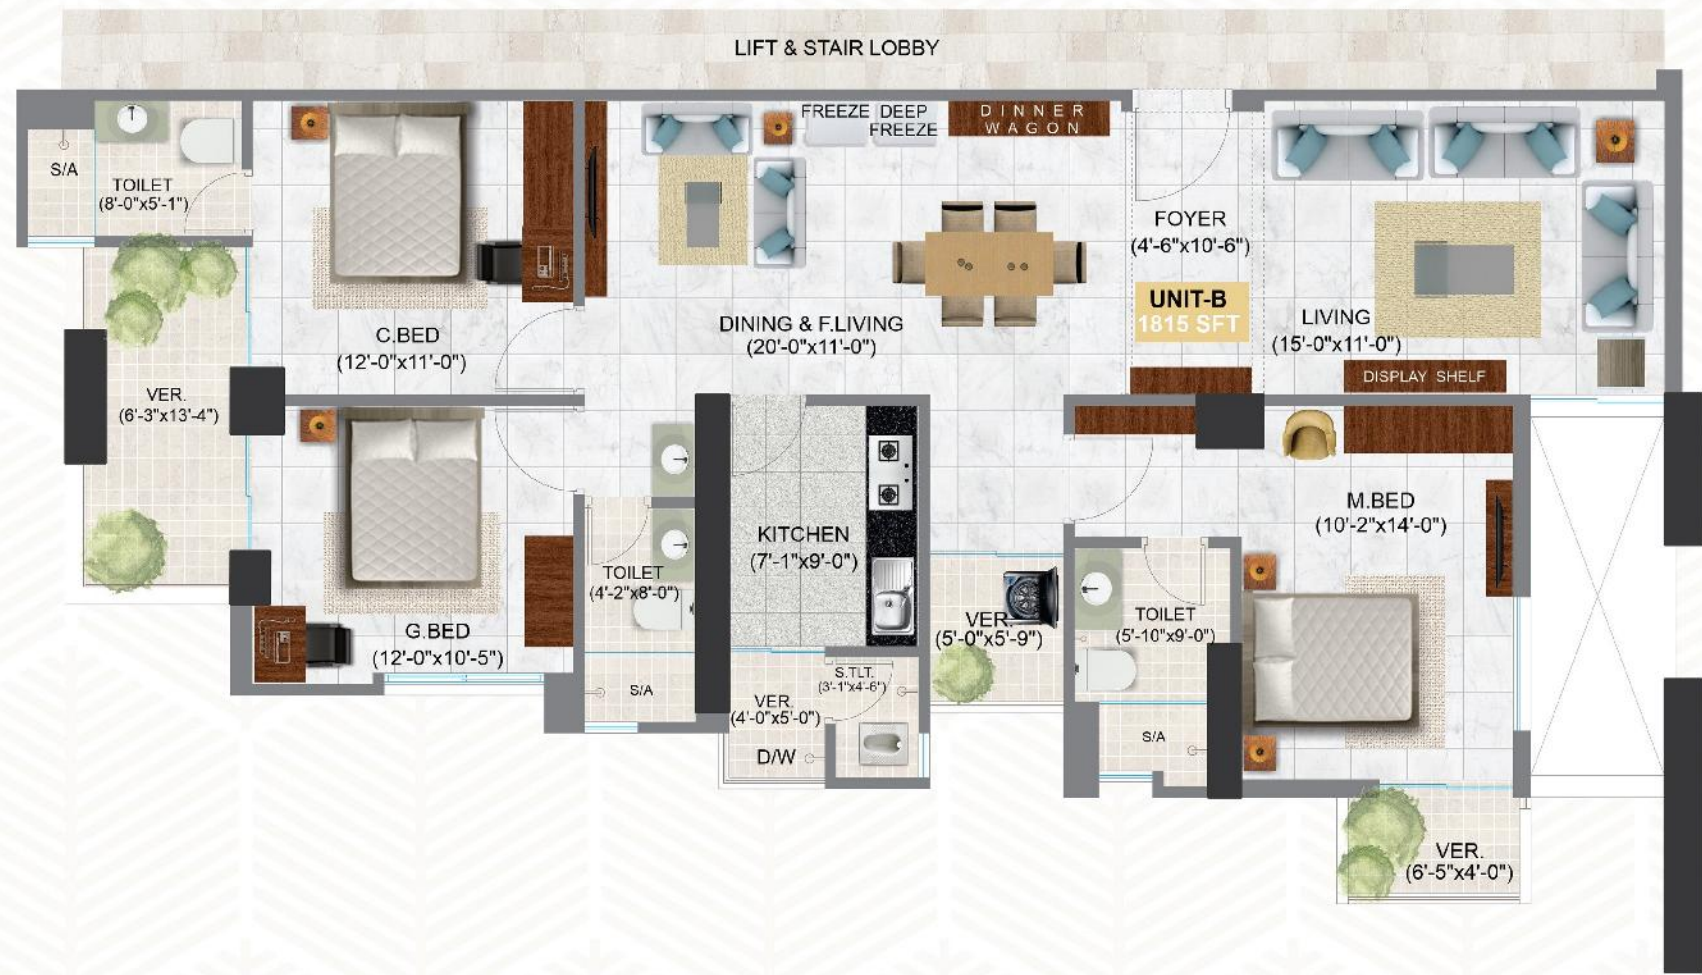 LIFT & STAIR LOBBY
FREEZE
DEEP
FREEZE
DINNER
WAGON
S/A
TOILET
(8'-0"x5'-1")
FOYER
(4'-6"x10'-6")
UNIT-B
1815 SFT
C.BED
(12'-0"x11'-0")
DINING & F.LIVING
(20'-0"x11'-0")
LIVING
(15'-0"x11'-0")
DISPLAY SHELF
VER.
(6'-3"x13'-4")
KITCHEN
(7'-1"x9'-0")
M.BED
(10'-2"x14'-0")
TOILET
(4'-2"x8'-0")
G.BED
(12'-0"x10'-5")
VER.
(5'-0"x5'-9")
TOILET
(5'-10"x9'-0")
S/A
S.TLT.
(3'-1"x4'-6")
VER.
(4'-0"x5'-0")
D/W
S/A
VER.
(6'-5"x4'-0")